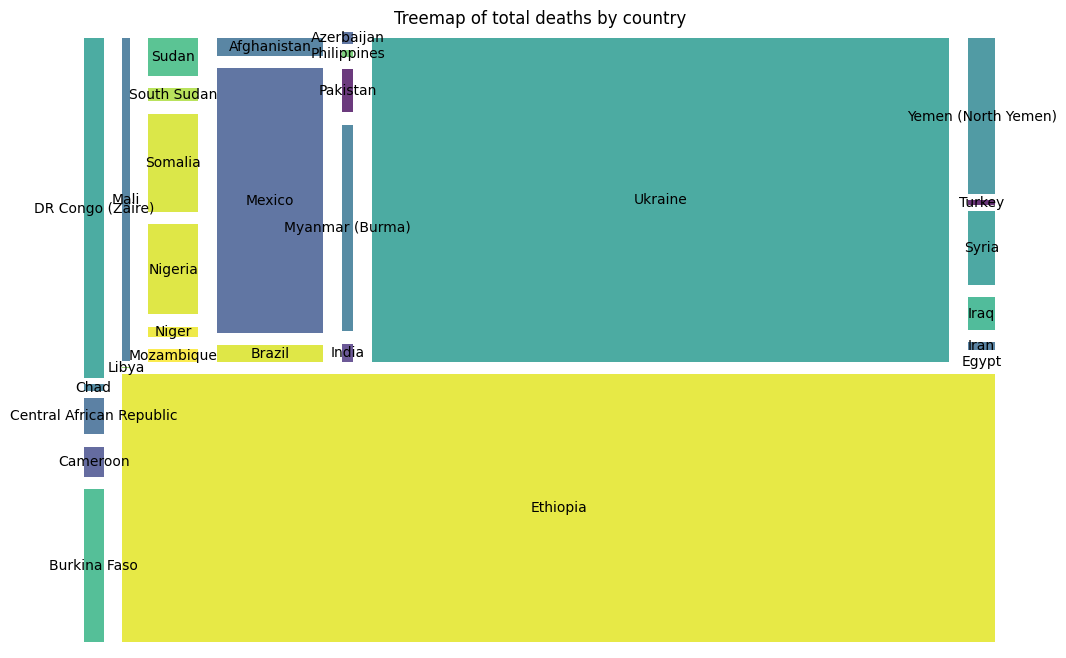 Treemap of total deaths by country
Azerbaijan
Afghanistan
Philippines
Sudan
South Sudan
Pakistan
Yemen (North Yemen)
Somalia
Mali
DR Congo (Zaire)
Mexico
Ukraine
Turkey
Myanmar (Burma)
Syria
Nigeria
Iraq
Niger
Iran
Mozambique
Brazil
India
Egypt
Libya
Chad
Central African Republic
Cameroon
Ethiopia
Burkina Faso